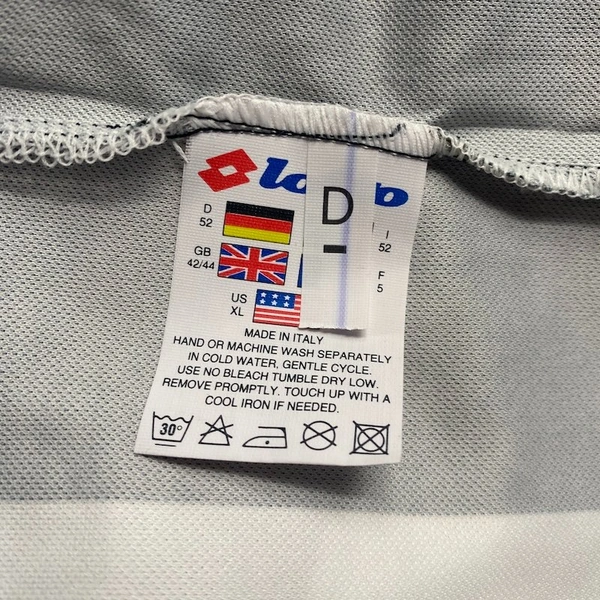 D
D
52
I
52
GB
42/44
F
5
US
XL
MADE IN ITALY
HAND OR MACHINE WASH SEPARATELY
IN COLD WATER, GENTLE CYCLE.
USE NO BLEACH TUMBLE DRY LOW.
REMOVE PROMPTLY. TOUCH UP WITH A
COOL IRON IF NEEDED.
30°